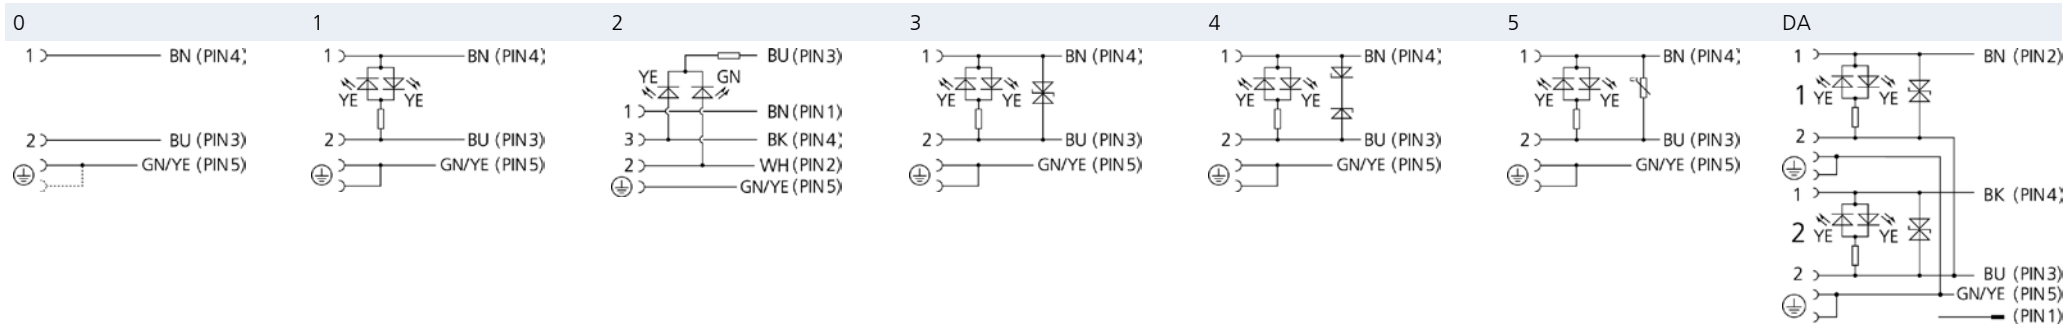 0 1 2 3 4 5 DA
1 BN (PIN4)
2 BU (PIN3)
GN/YE (PIN5)
1 BN (PIN4)
YE YE
2 BU (PIN3)
GN/YE (PIN5)
BU (PIN3)
YE GN
1 BN (PIN1)
3 BK (PIN4)
2 WH (PIN2)
GN/YE (PIN5)
1 BN (PIN4)
YE YE
2 BU (PIN3)
GN/YE (PIN5)
1 BN (PIN4)
YE YE
2 BU (PIN3)
GN/YE (PIN5)
1 BN (PIN4)
YE YE
2 BU (PIN3)
GN/YE (PIN5)
1 BN (PIN2)
1 YE YE
2
1 BK (PIN4)
2 YE YE
2 BU (PIN3)
GN/YE (PIN5)
(PIN1)